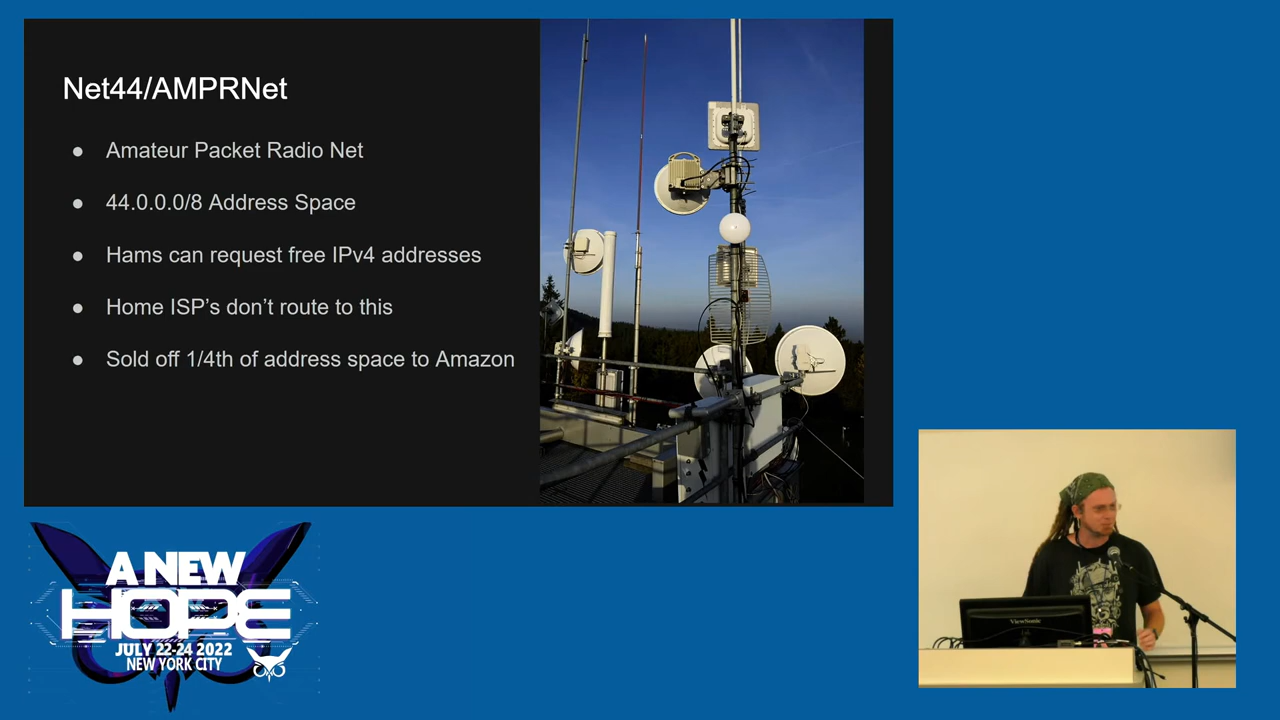 Net44/AMPRNet
● Amateur Packet Radio Net
● 44.0.0.0/8 Address Space
● Hams can request free IPv4 addresses
● Home ISP’s don’t route to this
● Sold off 1/4th of address space to Amazon
A NEW
HOPE
JULY 22-24 2022
NEW YORK CITY
ViewSonic